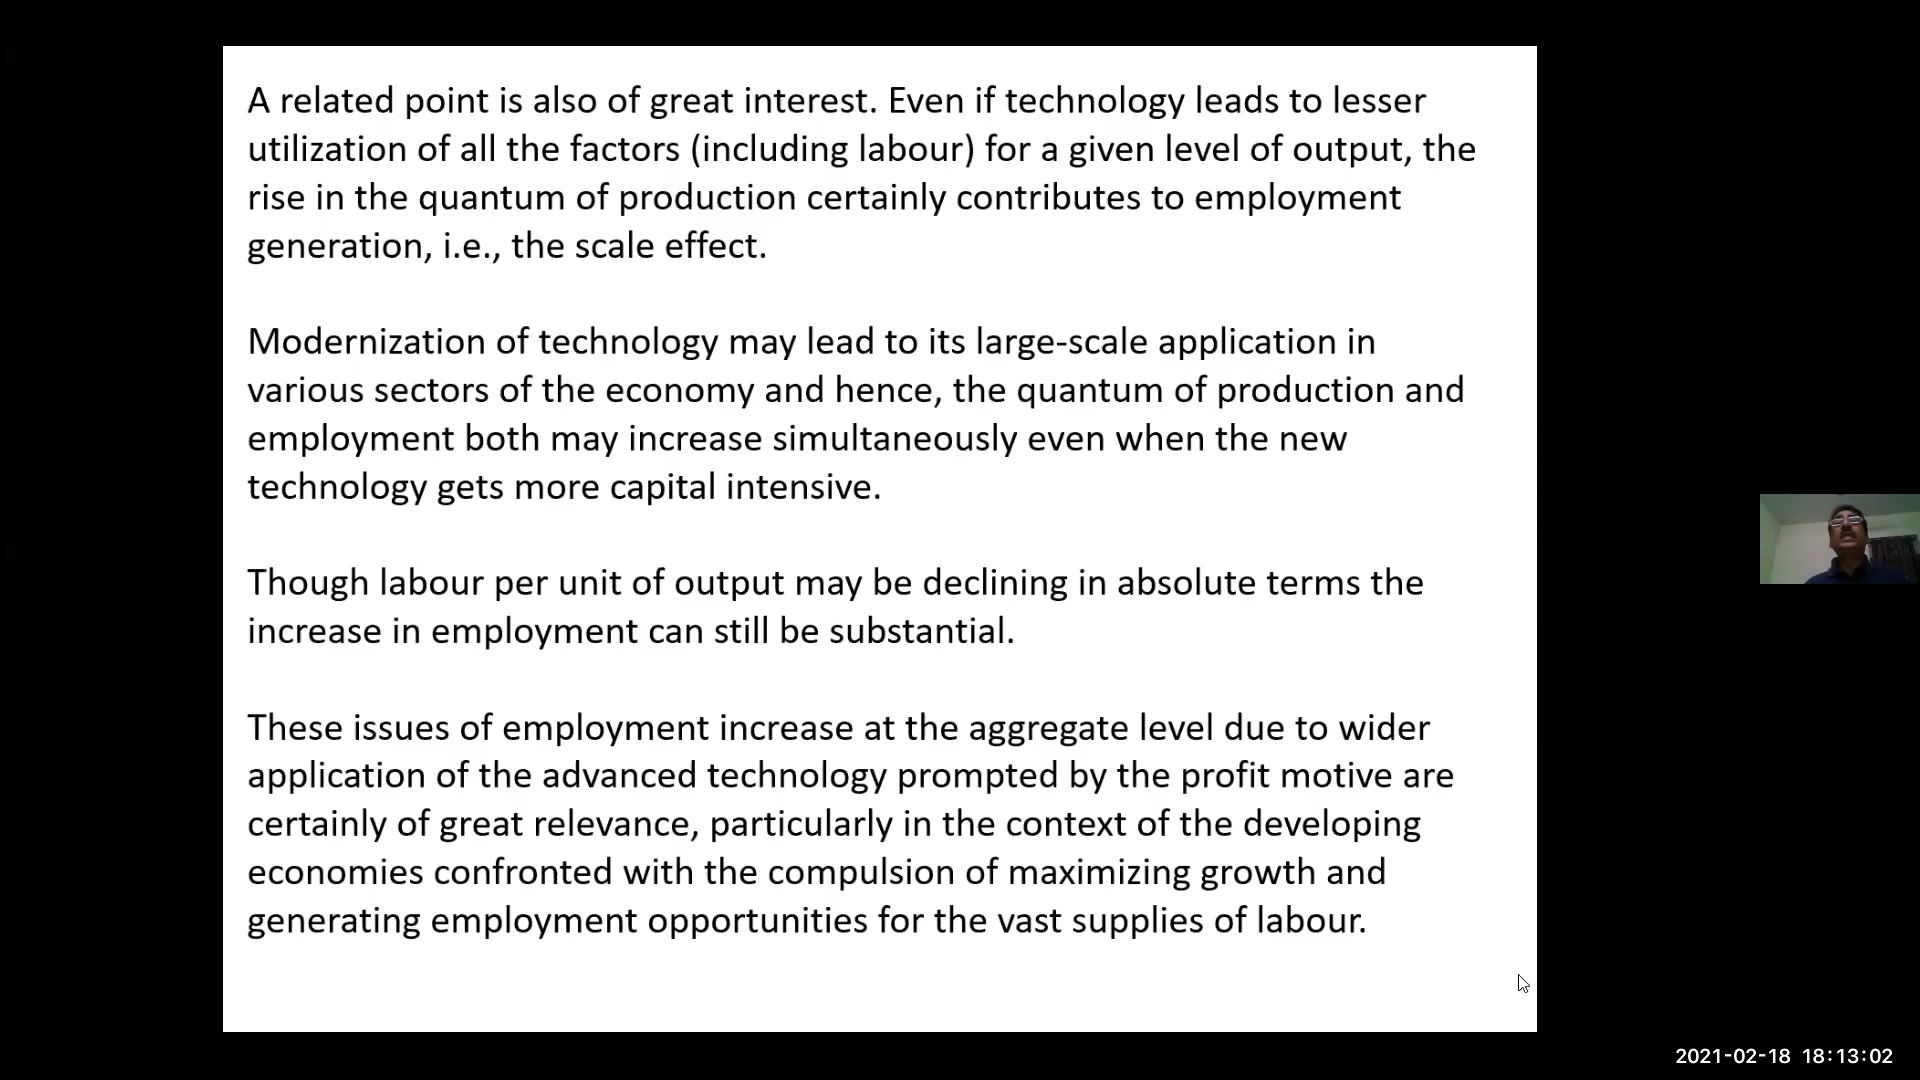 A related point is also of great interest. Even if technology leads to lesser
utilization of all the factors (including labour) for a given level of output, the
rise in the quantum of production certainly contributes to employment
generation, i.e., the scale effect.
Modernization of technology may lead to its large-scale application in
various sectors of the economy and hence, the quantum of production and
employment both may increase simultaneously even when the new
technology gets more capital intensive.
Though labour per unit of output may be declining in absolute terms the
increase in employment can still be substantial.
These issues of employment increase at the aggregate level due to wider
application of the advanced technology prompted by the profit motive are
certainly of great relevance, particularly in the context of the developing
economies confronted with the compulsion of maximizing growth and
generating employment opportunities for the vast supplies of labour.
2021-02-18 18:13:02